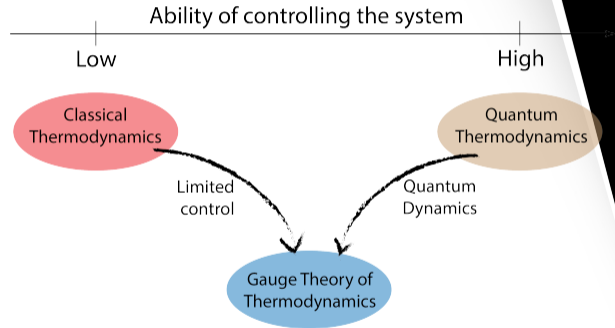 Ability of controlling the system
Low
High
Classical
Thermodynamics
Quantum
Thermodynamics
Limited
control
Quantum
Dynamics
Gauge Theory of
Thermodynamics